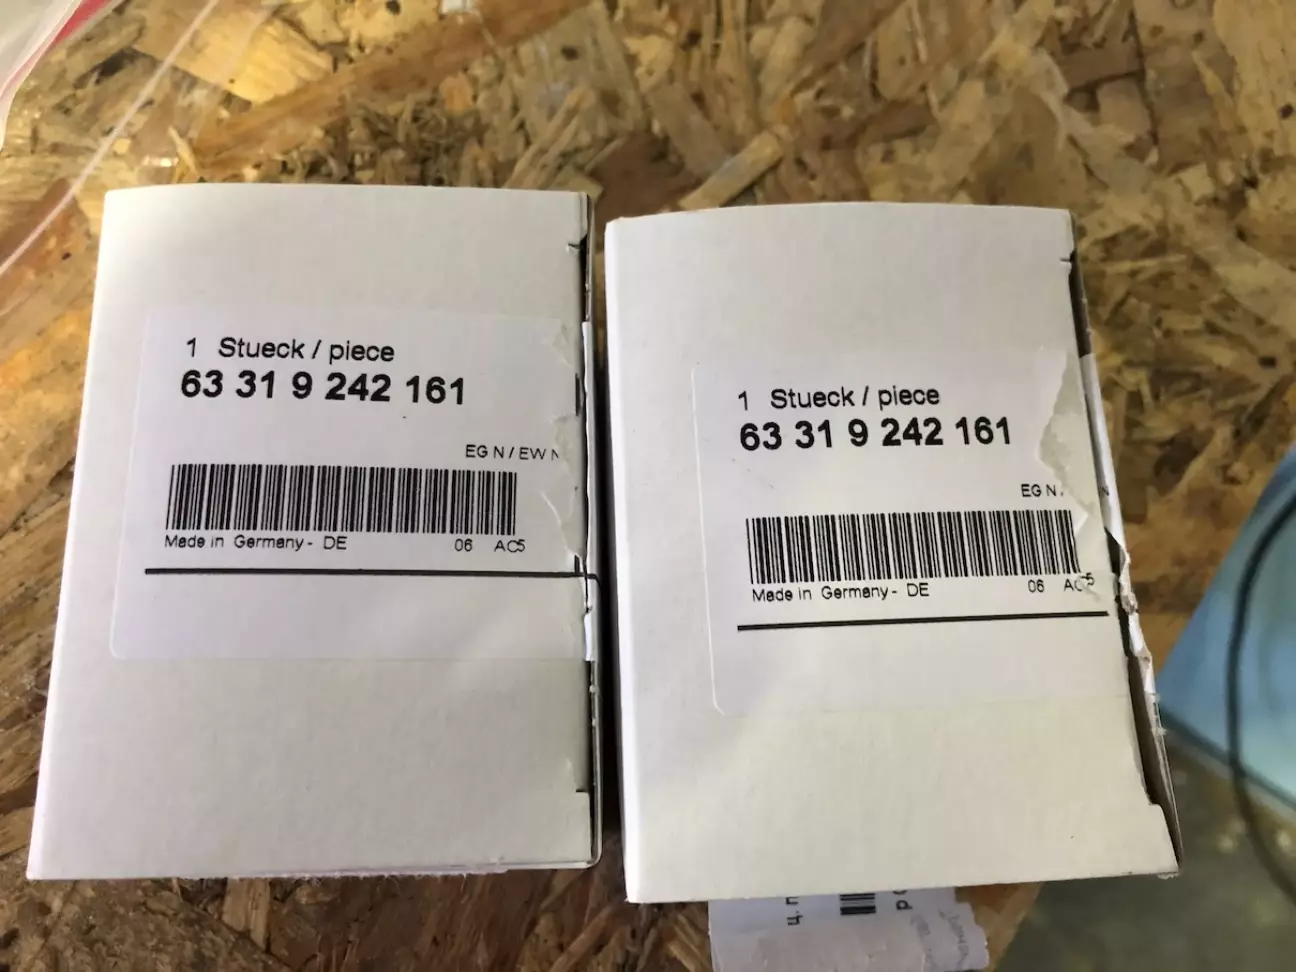 1 Stueck / piece
63 31 9 242 161
EG N / EW N
Made in Germany - DE 06 AC5
1 Stueck / piece
63 31 9 242 161
EG N
Made in Germany - DE 06 AC5